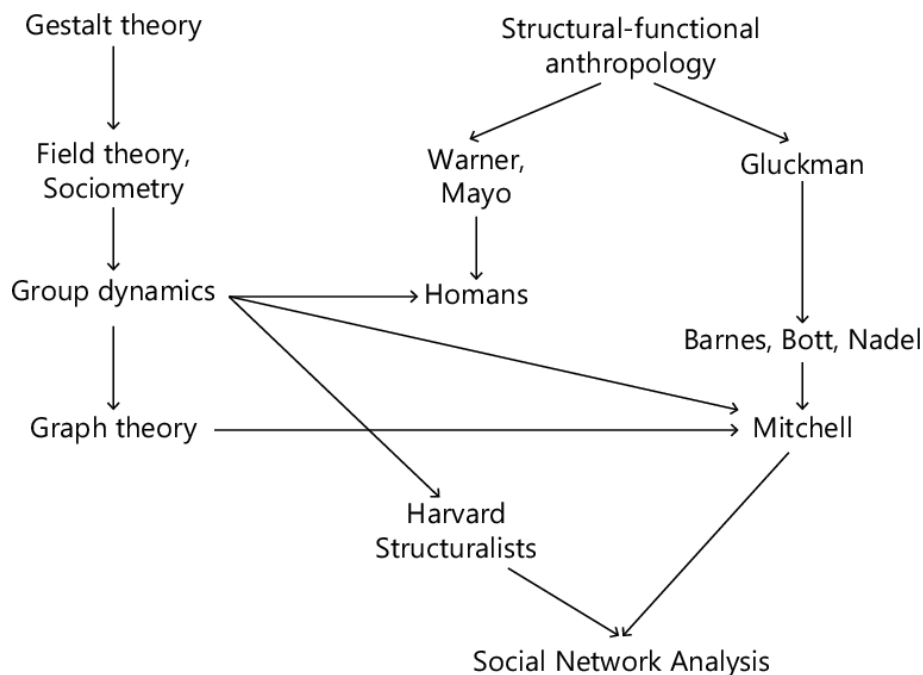 Gestalt theory
Structural-functional
anthropology
Field theory,
Sociometry
Warner,
Mayo
Gluckman
Group dynamics
Homans
Barnes, Bott, Nadel
Graph theory
Mitchell
Harvard
Structuralists
Social Network Analysis